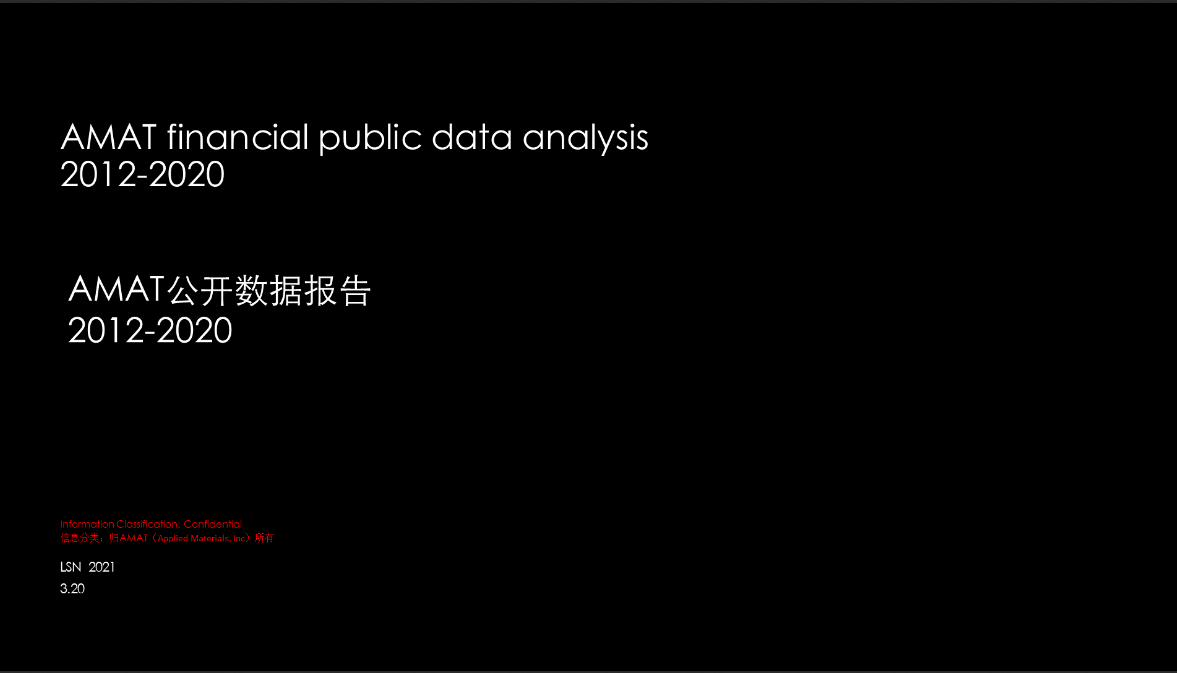 AMAT financial public data analysis
2012-2020
AMAT公开数据报告
2012-2020
Information Classification: Confidential
信息分类：归AMAT（Applied Materials, Inc）所有
LSN 2021
3.20